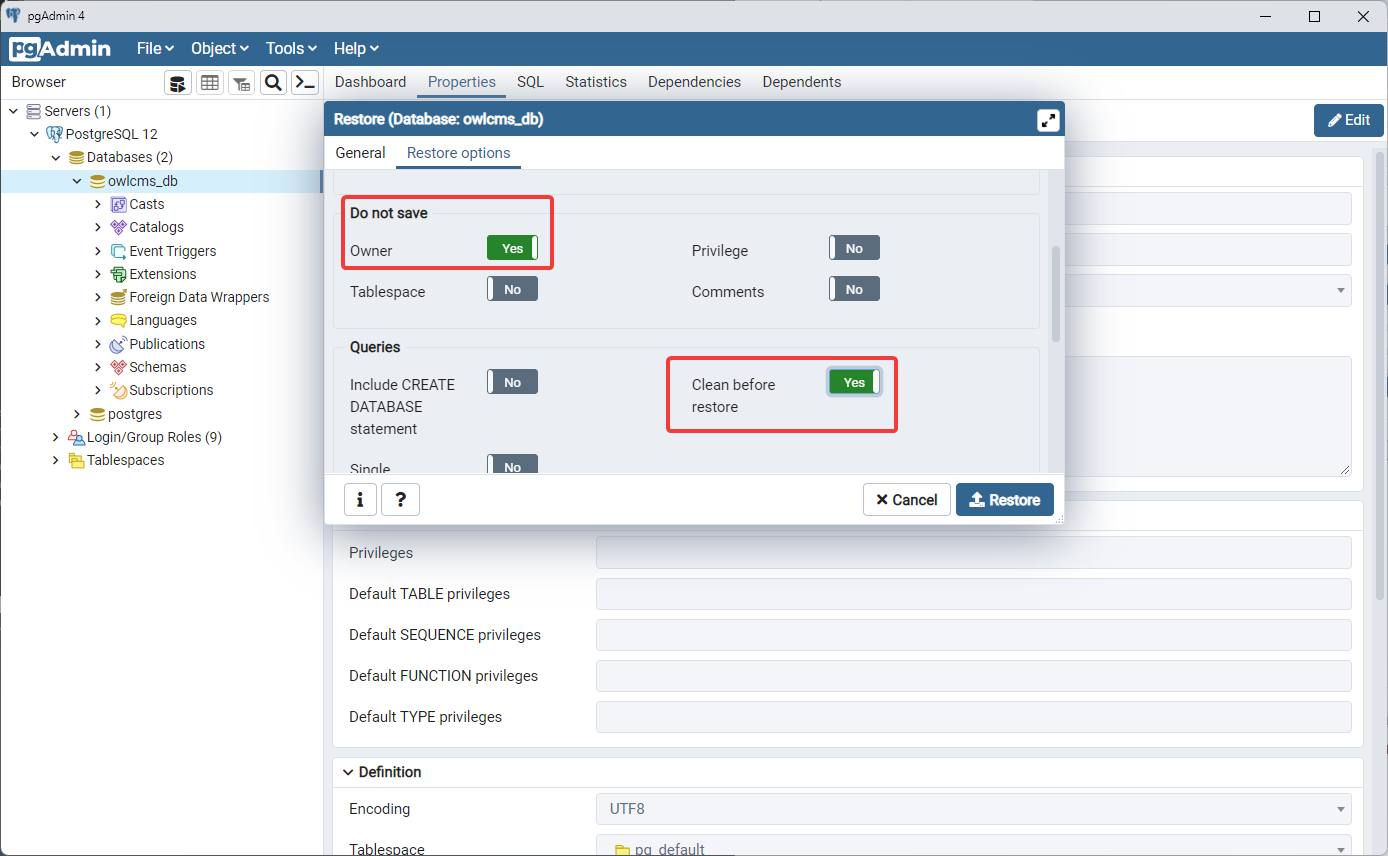 pgAdmin 4
pgAdmin File Object Tools Help
Browser
Dashboard Properties SQL Statistics Dependencies Dependents
Servers (1)
PostgreSQL 12
Databases (2)
owlcms_db
Casts
Catalogs
Event Triggers
Extensions
Foreign Data Wrappers
Languages
Publications
Schemas
Subscriptions
postgres
Login/Group Roles (9)
Tablespaces
Edit
Restore (Database: owlcms_db)
General Restore options
Do not save
Owner Yes Privilege No
Tablespace No Comments No
Queries
Include CREATE DATABASE statement No
Clean before restore Yes
Single No
i ? Cancel Restore
Privileges
Default TABLE privileges
Default SEQUENCE privileges
Default FUNCTION privileges
Default TYPE privileges
Definition
Encoding UTF8
Tablespace pg_default